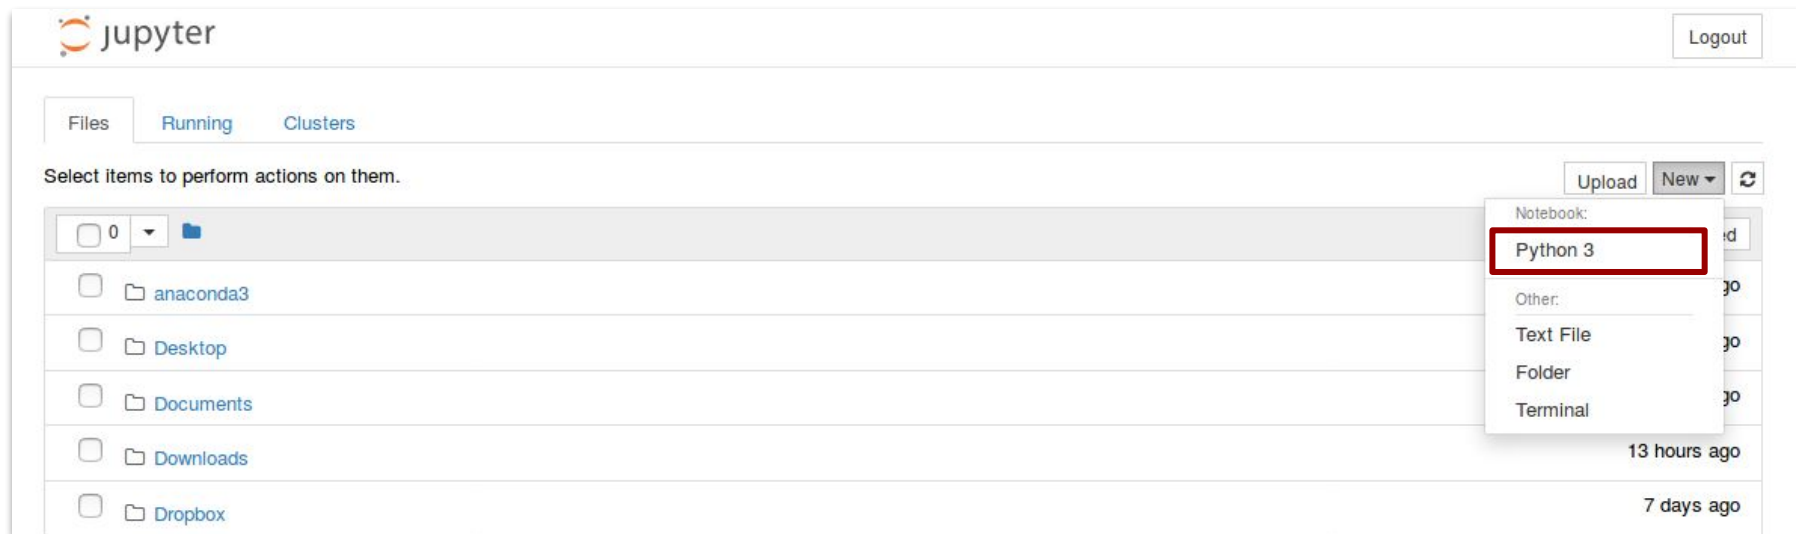 jupyter
Logout
Files Running Clusters
Select items to perform actions on them.
Upload New
0
Notebook:
Python 3
Other:
Text File
Folder
Terminal
anaconda3
Desktop
Documents
Downloads 13 hours ago
Dropbox 7 days ago